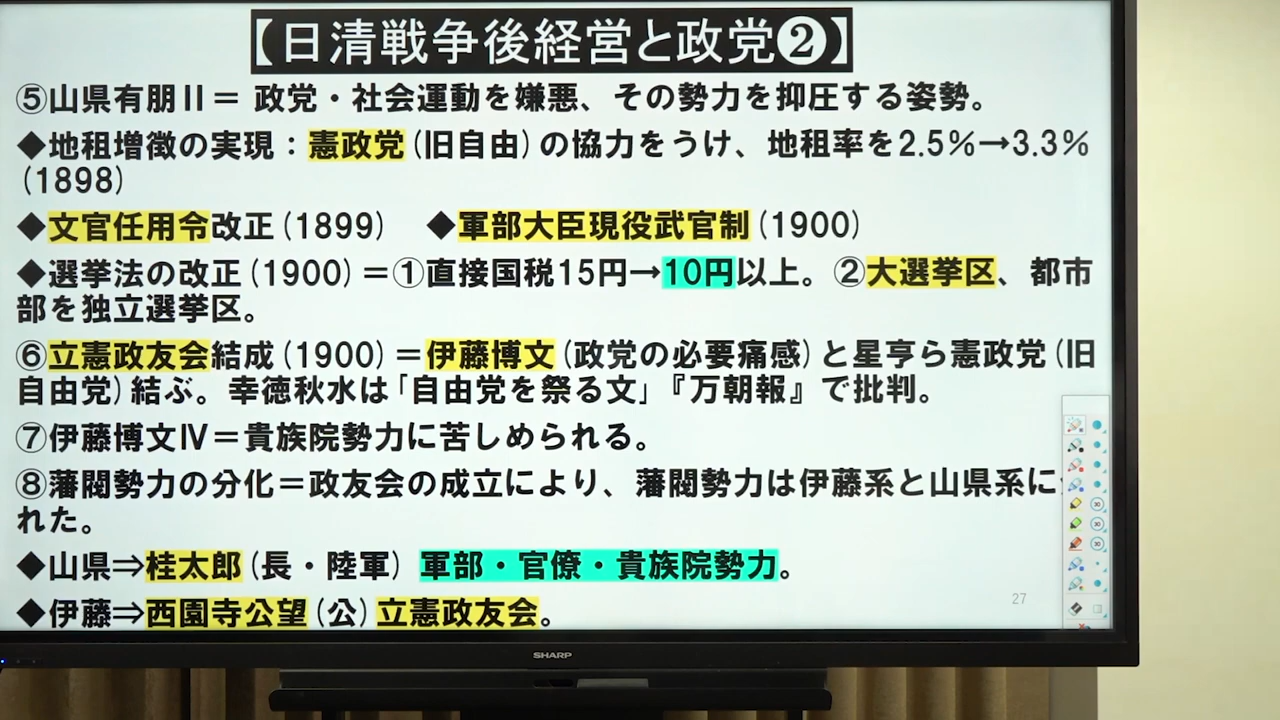 【日清戦争後経営と政党❷】
⑤山県有朋Ⅱ＝ 政党・社会運動を嫌悪、その勢力を抑圧する姿勢。
◆地租増徴の実現：憲政党(旧自由)の協力をうけ、地租率を2.5％→3.3％
(1898)
◆文官任用令改正(1899) ◆軍部大臣現役武官制(1900)
◆選挙法の改正(1900)＝①直接国税15円→10円以上。②大選挙区、都市
部を独立選挙区。
⑥立憲政友会結成(1900)＝伊藤博文(政党の必要痛感)と星亨ら憲政党(旧
自由党)結ぶ。幸徳秋水は「自由党を祭る文」『万朝報』で批判。
⑦伊藤博文Ⅳ＝貴族院勢力に苦しめられる。
⑧藩閥勢力の分化＝政友会の成立により、藩閥勢力は伊藤系と山県系に
れた。
◆山県⇒桂太郎(長・陸軍) 軍部・官僚・貴族院勢力。
◆伊藤⇒西園寺公望(公)立憲政友会。
27
SHARP